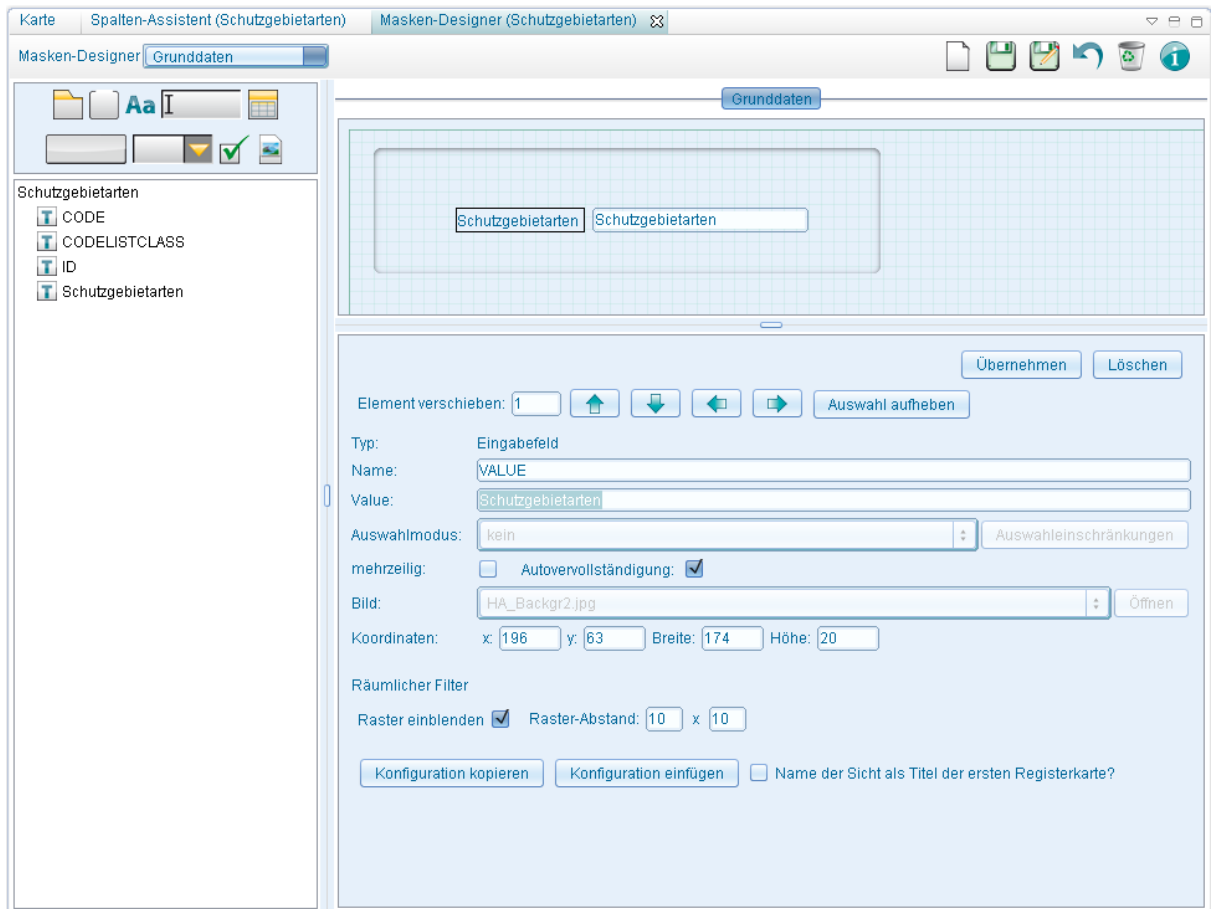 Karte Spalten-Assistent (Schutzgebietarten) Masken-Designer (Schutzgebietarten)
Masken-Designer Grunddaten
Aa
Schutzgebietarten
CODE
CODELISTCLASS
ID
Schutzgebietarten
Grunddaten
Schutzgebietarten Schutzgebietarten
Übernehmen Löschen
Element verschieben: 1 Auswahl aufheben
Typ: Eingabefeld
Name: VALUE
Value: Schutzgebietarten
Auswahlmodus: kein Auswahleinschränkungen
mehrzeilig: Autovervollständigung:
Bild: HA_Backgr2.jpg Öffnen
Koordinaten: x: 196 y: 63 Breite: 174 Höhe: 20
Räumlicher Filter
Raster einblenden Raster-Abstand: 10 x 10
Konfiguration kopieren Konfiguration einfügen Name der Sicht als Titel der ersten Registerkarte?